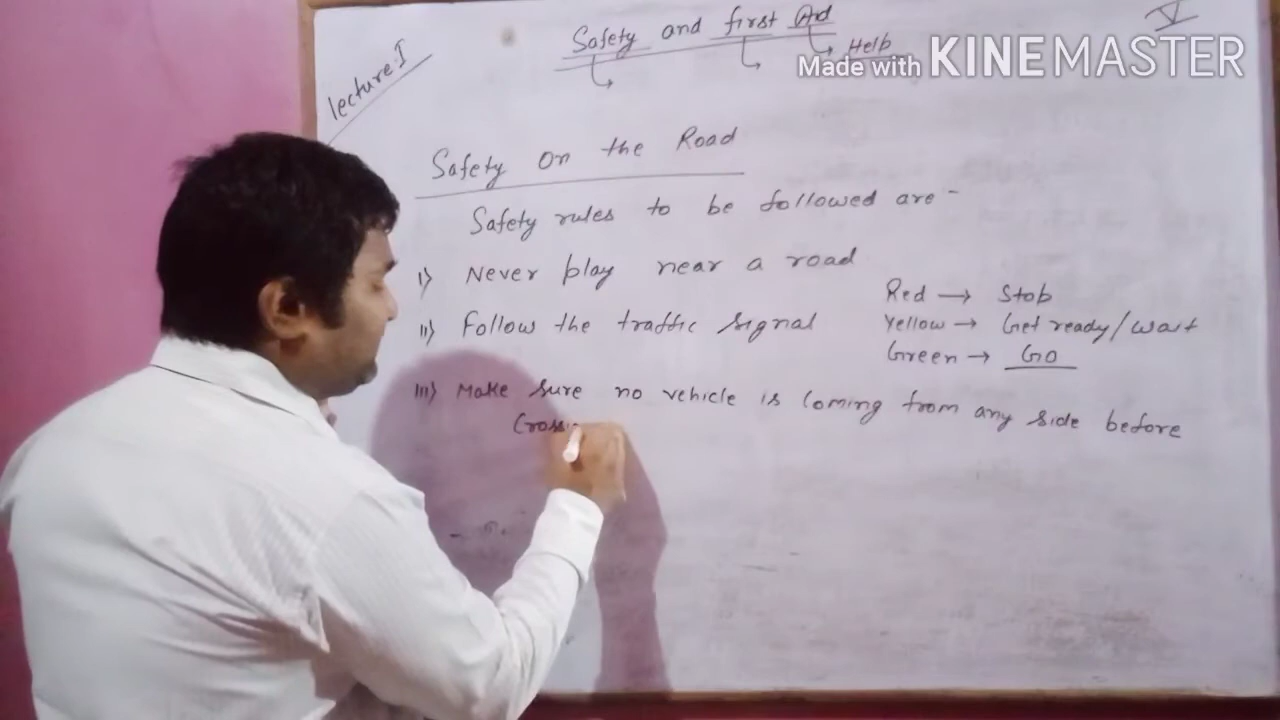 Safety and first Aid
V
Help
Made with KINEMASTER
Lecture:I
Safety on the Road
Safety rules to be followed are -
I) Never play near a road
II) Follow the traffic signal
Red → Stop
Yellow → Get ready/wait
Green → Go
III) Make sure no vehicle is coming from any side before
Crossi